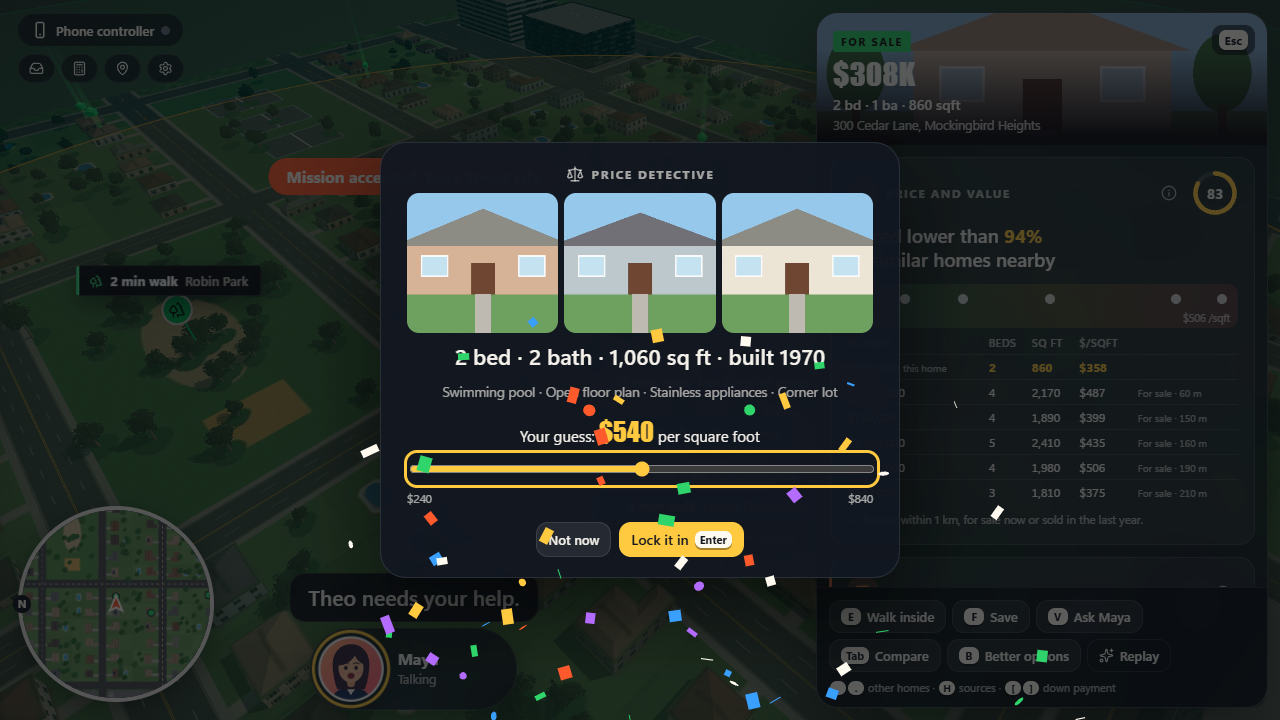 Phone controller
FOR SALE
Esc
$308K
2 bd · 1 ba · 860 sqft
300 Cedar Lane, Mockingbird Heights
Mission acce
PRICE DETECTIVE
PRICE AND VALUE
83
lower than 94%
homes nearby
2 min walk Robin Park
$506 /sqft
BEDS SQ FT $/SQFT
this home 2 860 $358
4 2,170 $487 For sale · 60 m
4 1,890 $399 For sale · 150 m
5 2,410 $435 For sale · 160 m
4 1,980 $506 For sale · 190 m
3 1,810 $375 For sale · 210 m
within 1 km, for sale now or sold in the last year.
2 bed · 2 bath · 1,060 sq ft · built 1970
Swimming pool · Open floor plan · Stainless appliances · Corner lot
Your guess: $540 per square foot
$240 $840
Not now
Lock it in Enter
N
Theo needs your help.
Maya
Talking
E Walk inside
F Save
V Ask Maya
Tab Compare
B Better options
Replay
. other homes · H sources · [ ] down payment